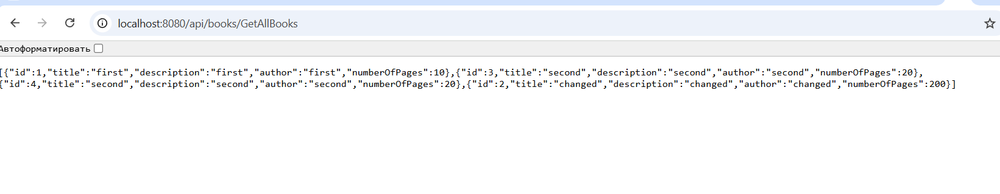 localhost:8080/api/books/GetAllBooks
Автоформатировать
[{"id":1,"title":"first","description":"first","author":"first","numberOfPages":10},{"id":3,"title":"second","description":"second","author":"second","numberOfPages":20},
{"id":4,"title":"second","description":"second","author":"second","numberOfPages":20},{"id":2,"title":"changed","description":"changed","author":"changed","numberOfPages":200}]